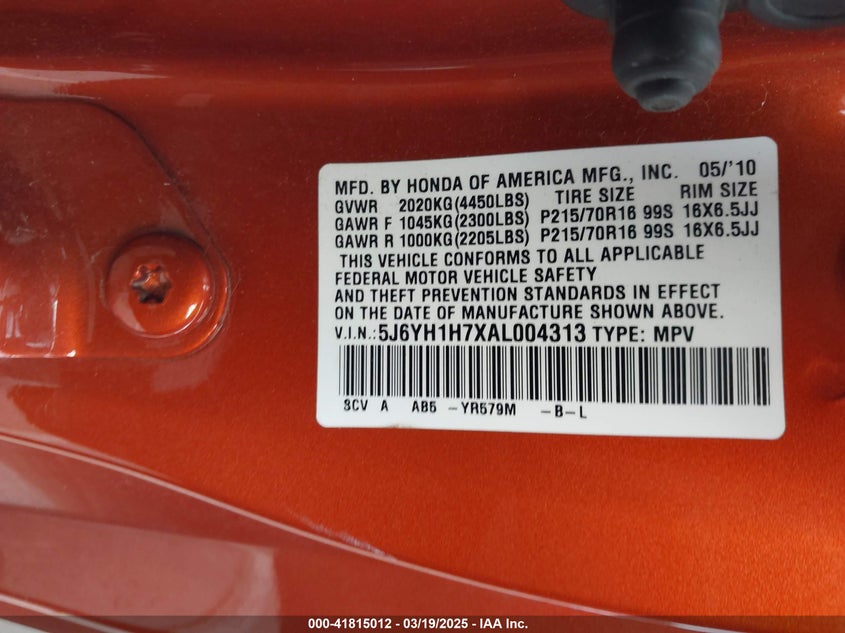 MFD. BY HONDA OF AMERICA MFG., INC. 05/'10
GVWR 2020KG(4450LBS) TIRE SIZE RIM SIZE
GAWR F 1045KG(2300LBS) P215/70R16 99S 16X6.5JJ
GAWR R 1000KG(2205LBS) P215/70R16 99S 16X6.5JJ
THIS VEHICLE CONFORMS TO ALL APPLICABLE
FEDERAL MOTOR VEHICLE SAFETY
AND THEFT PREVENTION STANDARDS IN EFFECT
ON THE DATE OF MANUFACTURE SHOWN ABOVE.
V.I.N.: 5J6YH1H7XAL004313 TYPE: MPV
SCV A AB5 -YR579M -B-L
000-41815012 - 03/19/2025 - IAA Inc.